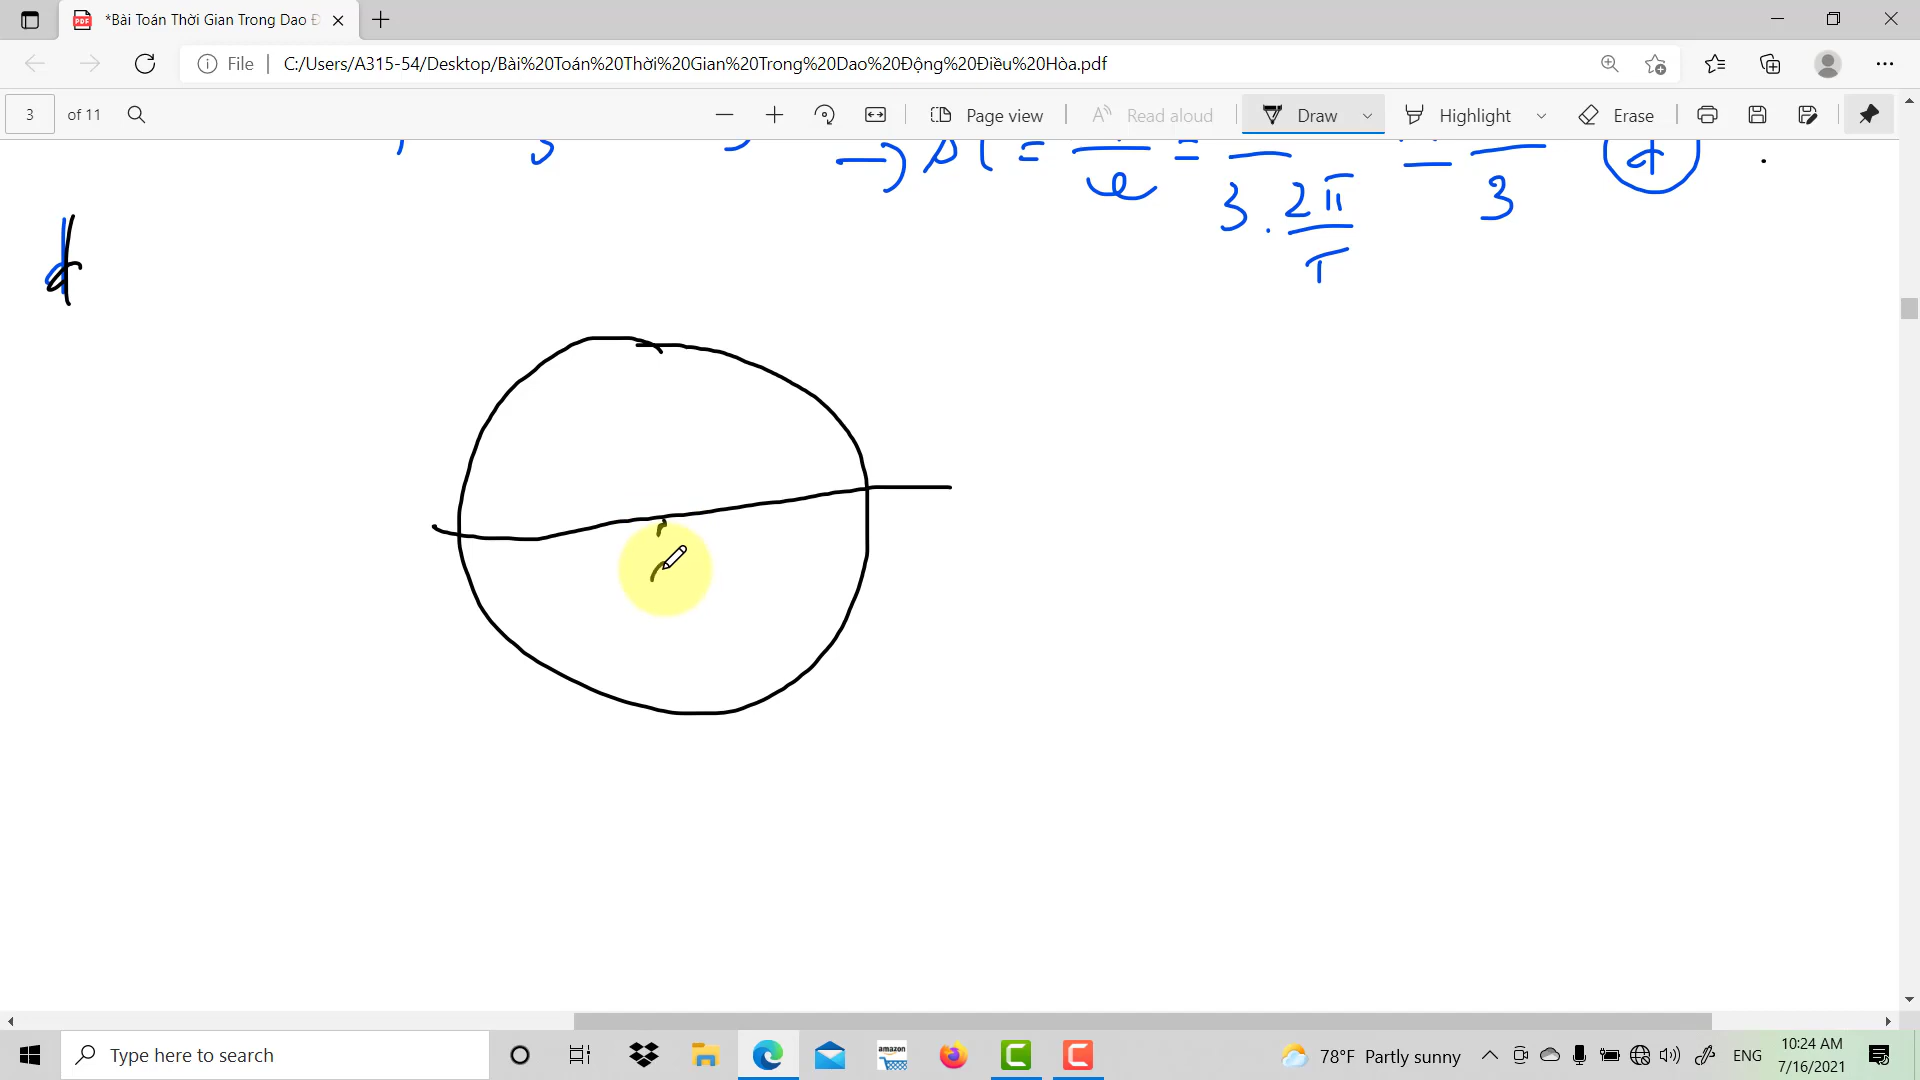 *Bài Toán Thời Gian Trong Dao Đ
File
C:/Users/A315-54/Desktop/Bài%20Toán%20Thời%20Gian%20Trong%20Dao%20Động%20Điều%20Hòa.pdf
3 of 11
Page view
Read aloud
Draw
Highlight
Erase
3 . 2π
T
3
d
Type here to search
amazon
78°F Partly sunny
ENG
10:24 AM
7/16/2021